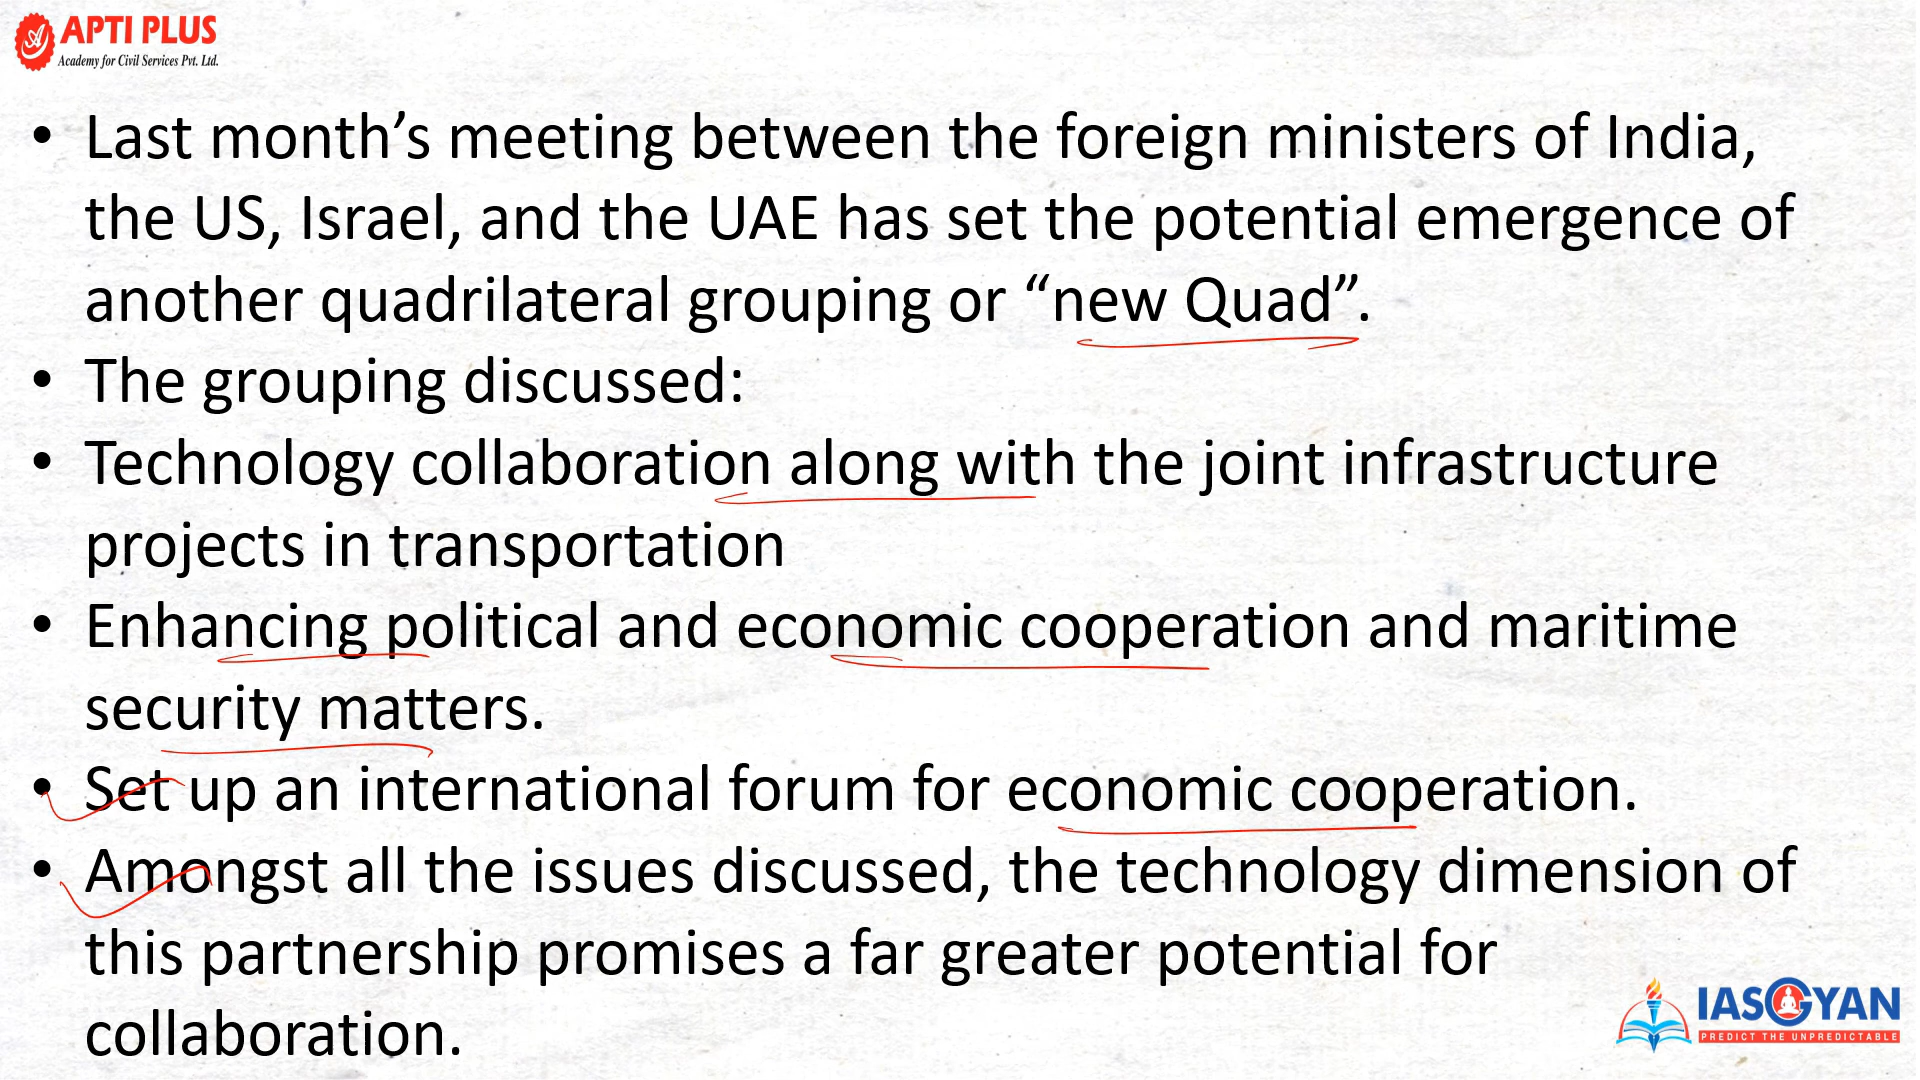 APTI PLUS
Academy for Civil Services Pvt. Ltd.
• Last month’s meeting between the foreign ministers of India,
the US, Israel, and the UAE has set the potential emergence of
another quadrilateral grouping or “new Quad”.
• The grouping discussed:
• Technology collaboration along with the joint infrastructure
projects in transportation
• Enhancing political and economic cooperation and maritime
security matters.
• Set up an international forum for economic cooperation.
• Amongst all the issues discussed, the technology dimension of
this partnership promises a far greater potential for
collaboration.
IASGYAN
PREDICT THE UNPREDICTABLE